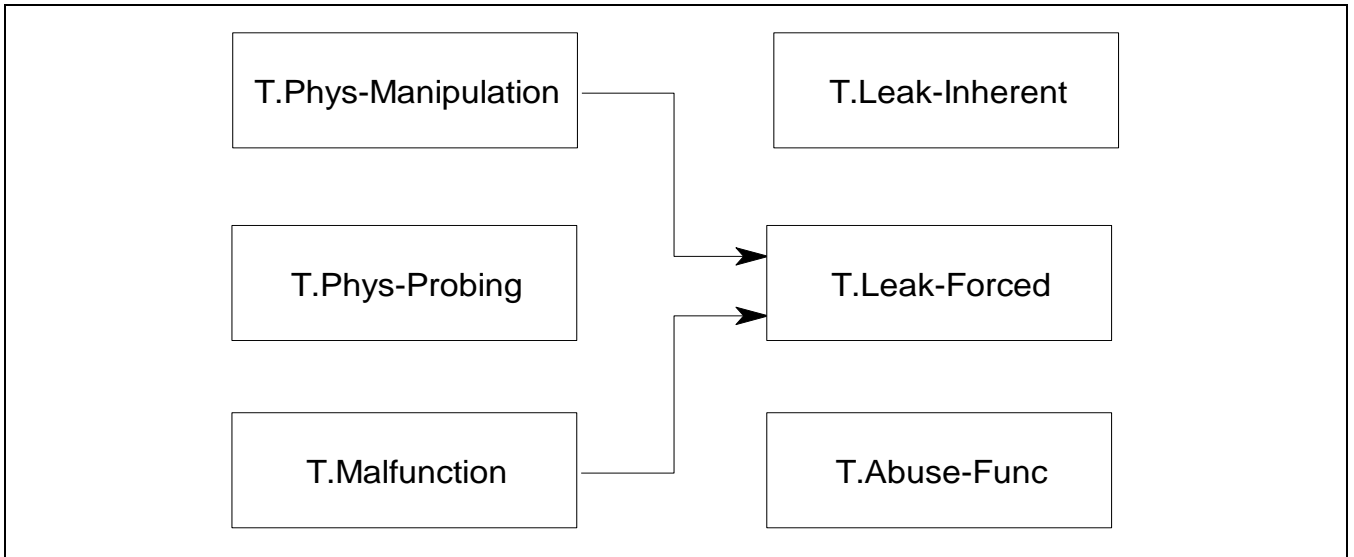 T.Phys-Manipulation
T.Leak-Inherent
T.Phys-Probing
T.Leak-Forced
T.Malfunction
T.Abuse-Func